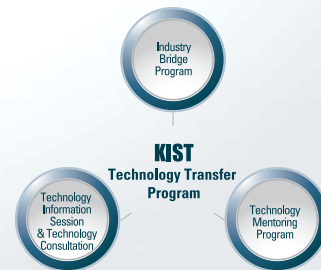 Industry
Bridge
Program
KIST
Technology Transfer
Program
Technology
Information
Session
& Technology
Consultation
Technology
Mentoring
Program